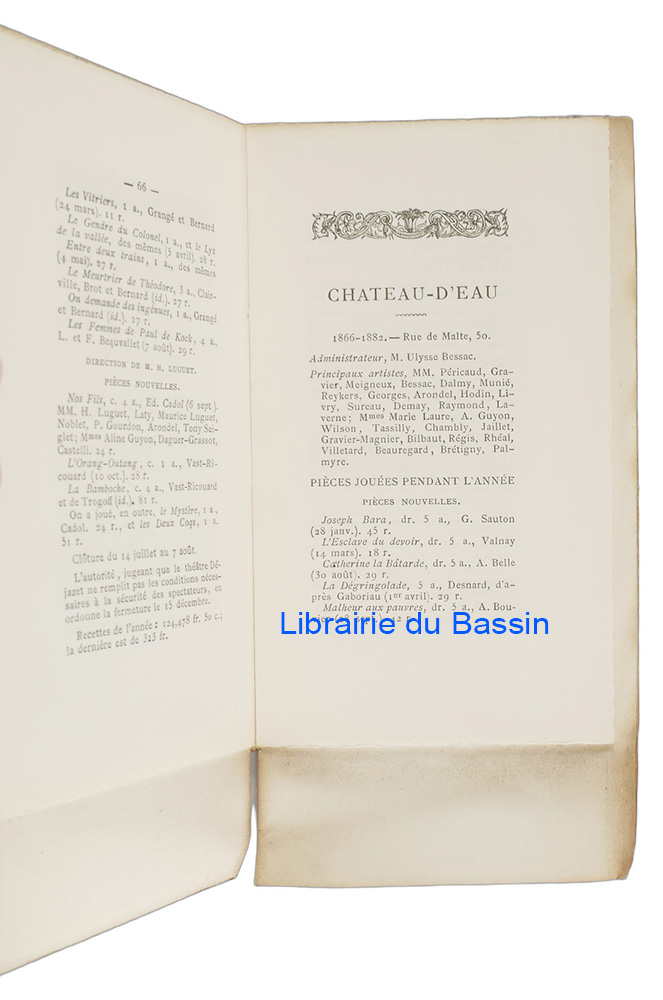 — 66 —
Les Vitriers, 1 a., Grangé et Bernard
(24 mars). 11 r.
Le Gendre du Colonel, 1 a., et le Lys
de la vallée, des mêmes (5 avril). 28 r.
Entre deux trains, 1 a., des mêmes
(4 mai). 27 r.
Le Meurtrier de Théodore, 3 a., Clair-
ville, Brot et Bernard (id.). 27 r.
On demande des ingénues, 1 a., Grangé
et Bernard (id.). 27 r.
Les Femmes de Paul de Kock, 4 a.,
L. et F. Beauvallet (7 août). 29 r.
DIRECTION DE M. H. LUGUET.
PIÈCES NOUVELLES.
Nos Fils, c. 4 a., Ed. Cadol (6 sept).
MM. H. Luguet, Laty, Maurice Luguet,
Noblet, P. Gourdon, Arondel, Tony Sei-
glet; Mmes Aline Guyon, Daguer-Grassot,
Castelli. 24 r.
L'Orang-Outang, c. 1 a., Vast-Ri-
couard (10 oct.). 28 r.
La Bamboche, c. 4 a., Vast-Ricouard
et de Trogoff (id.). 81 r.
On a joué, en outre, le Mystère, 1 a.,
Cadol. 24 r., et les Deux Coqs, 1 a.
51 r.
Clôture du 14 juillet au 7 août.
L'autorité, jugeant que le théâtre Dé-
jazet ne remplit pas les conditions néces-
saires à la sécurité des spectateurs, en
ordonne la fermeture le 15 décembre.
Recettes de l'année : 124,478 fr. 50 c.;
la dernière est de 323 fr.
CHATEAU-D'EAU
1866-1882. — Rue de Malte, 50.
Administrateur, M. Ulysse Bessac.
Principaux artistes, MM. Péricaud, Gra-
vier, Meigneux, Bessac, Dalmy, Munié,
Reykers, Georges, Arondel, Hodin, Li-
vry, Sureau, Demay, Raymond, La-
verne; Mmes Marie Laure, A. Guyon,
Wilson, Tassilly, Chambly, Jaillet,
Gravier-Magnier, Bilbaut, Régis, Rhéal,
Villetard, Beauregard, Brétigny, Pal-
myre.
PIÈCES JOUÉES PENDANT L'ANNÉE
PIÈCES NOUVELLES.
Joseph Bara, dr. 5 a., G. Sauton
(28 janv.). 45 r.
L'Esclave du devoir, dr. 5 a., Valnay
(14 mars). 18 r.
Catherine la Bâtarde, dr. 5 a., A. Belle
(30 août). 29 r.
La Dégringolade, 5 a., Desnard, d'a-
près Gaboriau (1er avril). 29 r.
Malheur aux pauvres, dr. 5 a., A. Bou-
42 r.
Librairie du Bassin